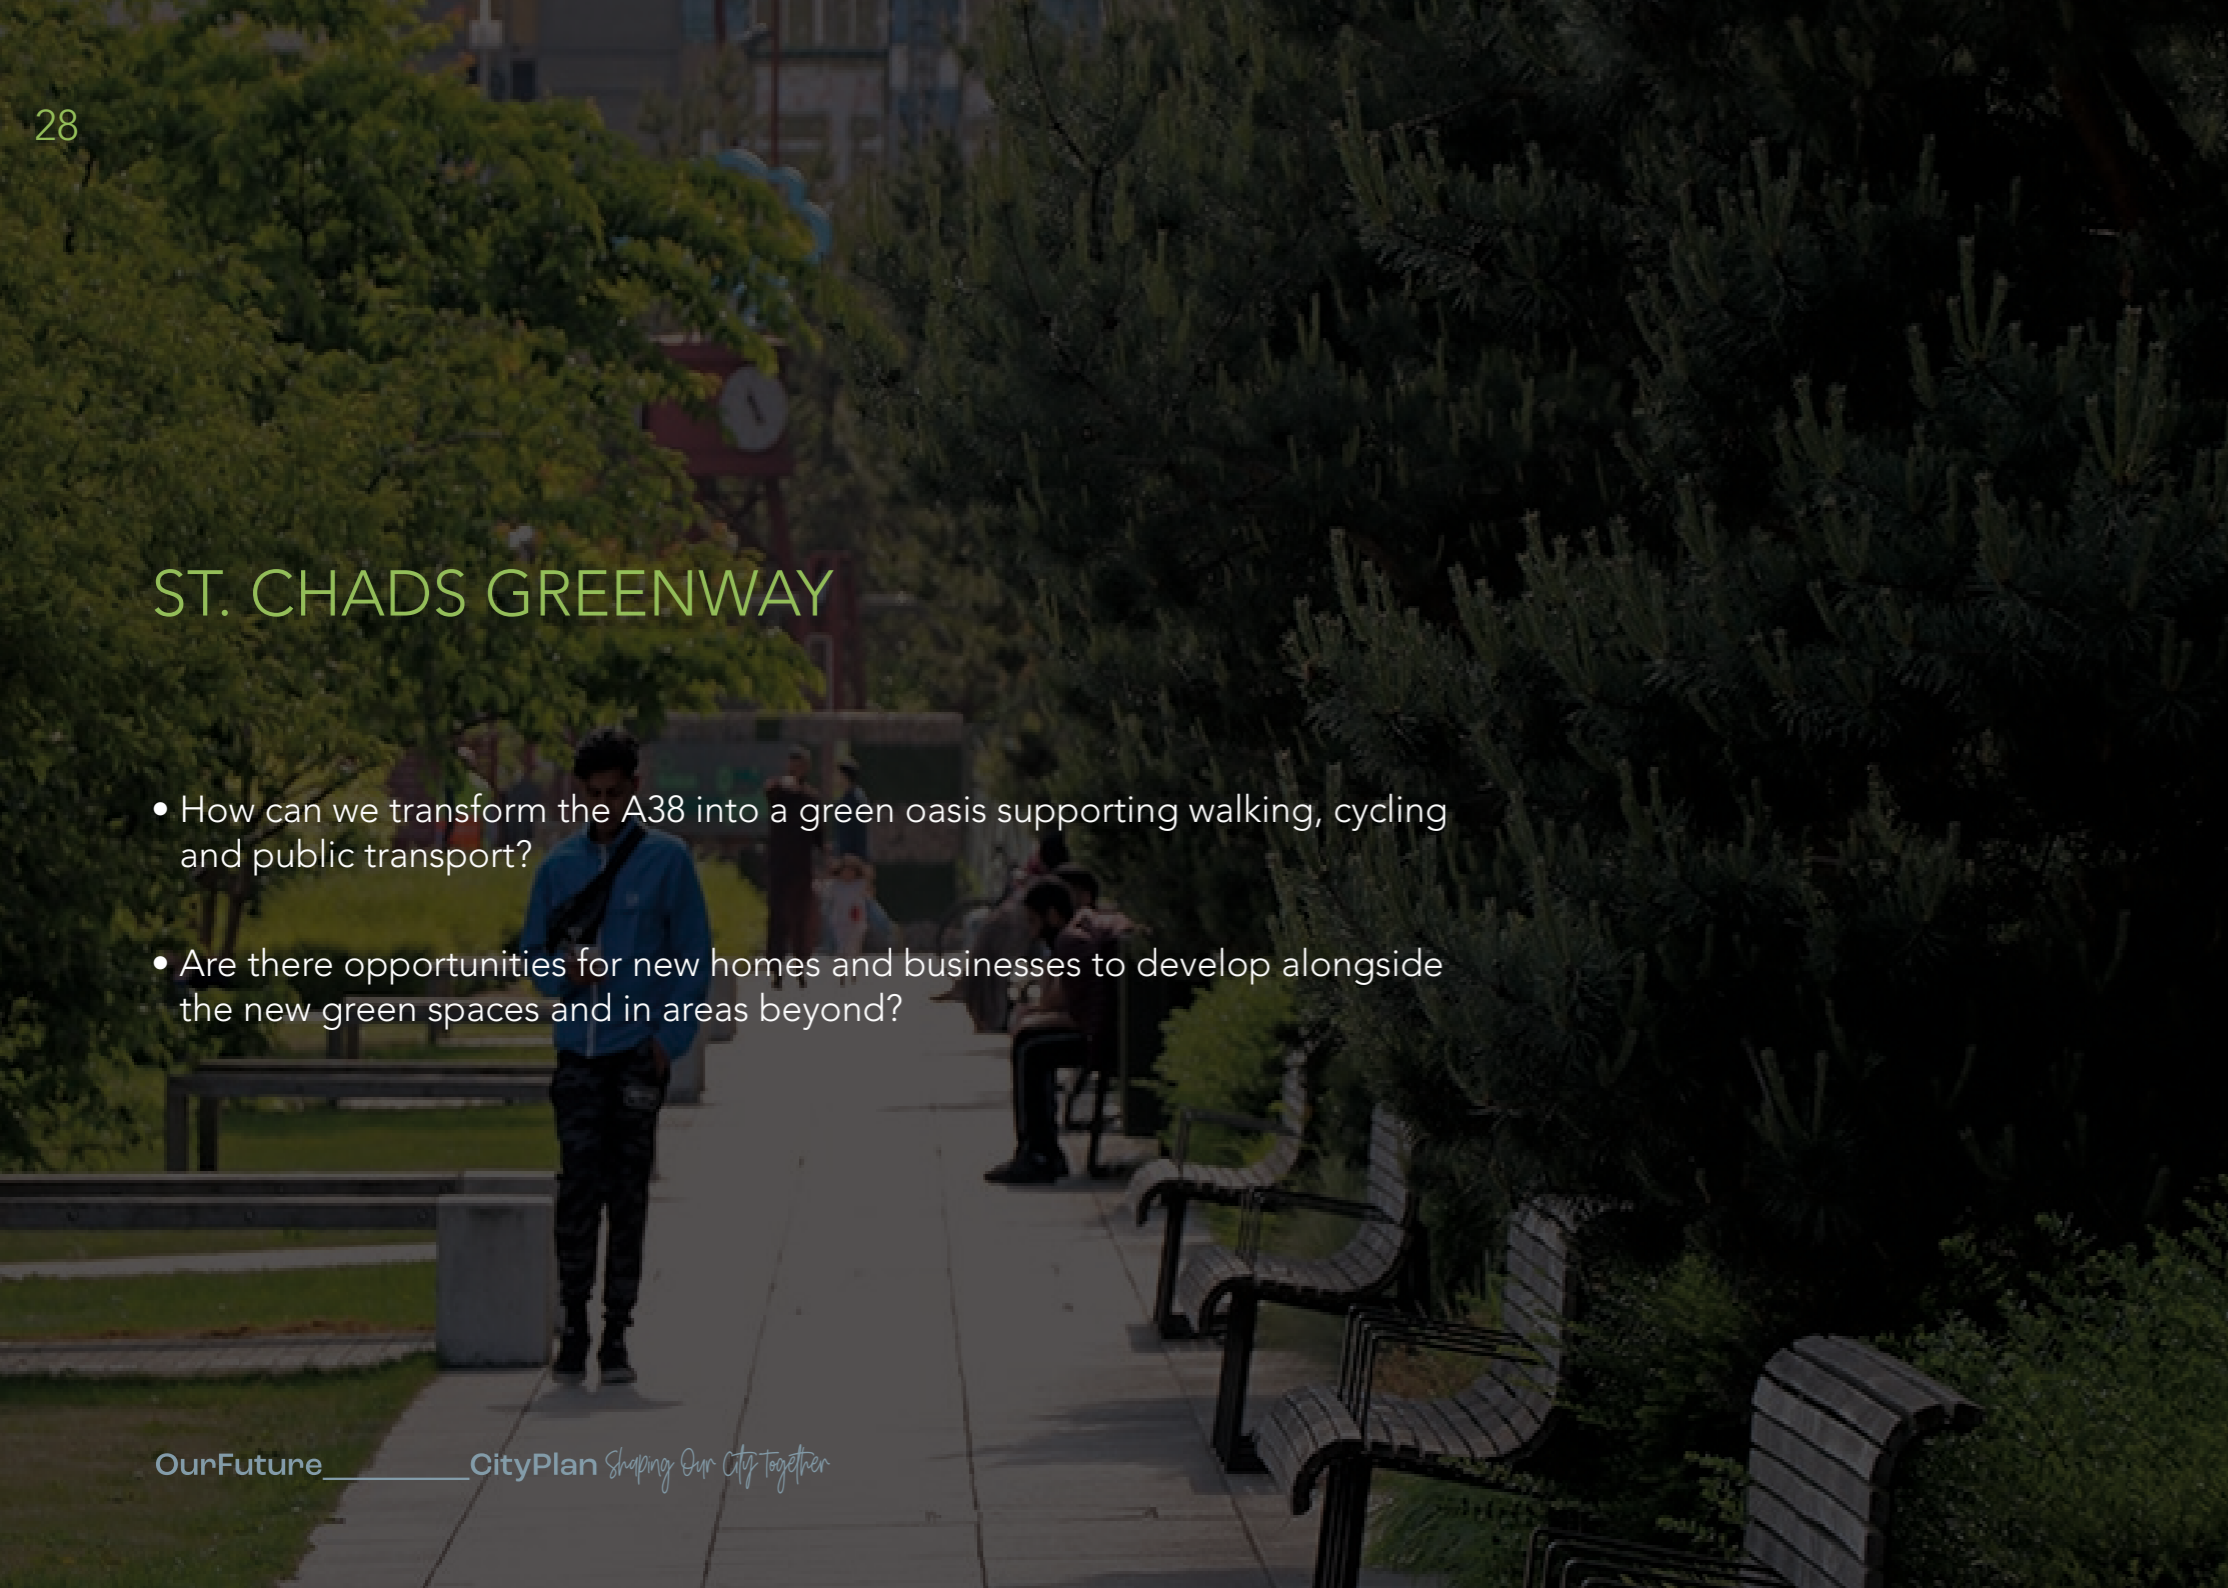 28
ST. CHADS GREENWAY
• How can we transform the A38 into a green oasis supporting walking, cycling
and public transport?
• Are there opportunities for new homes and businesses to develop alongside
the new green spaces and in areas beyond?
OurFuture__________CityPlan Shaping Our City Together